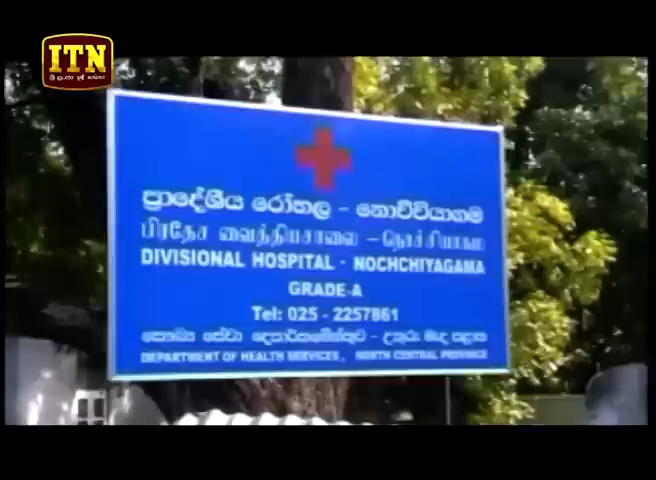 ITN
ප්‍රාදේශීය රෝහල - නොච්චියාගම
பிரதேச வைத்தியசாலை - நொச்சியாகம
DIVISIONAL HOSPITAL - NOCHCHIYAGAMA
GRADE-A
Tel: 025 - 2257861
සෞඛ්‍ය සේවා දෙපාර්තමේන්තුව - උතුරු මැද පළාත
DEPARTMENT OF HEALTH SERVICES, NORTH CENTRAL PROVINCE